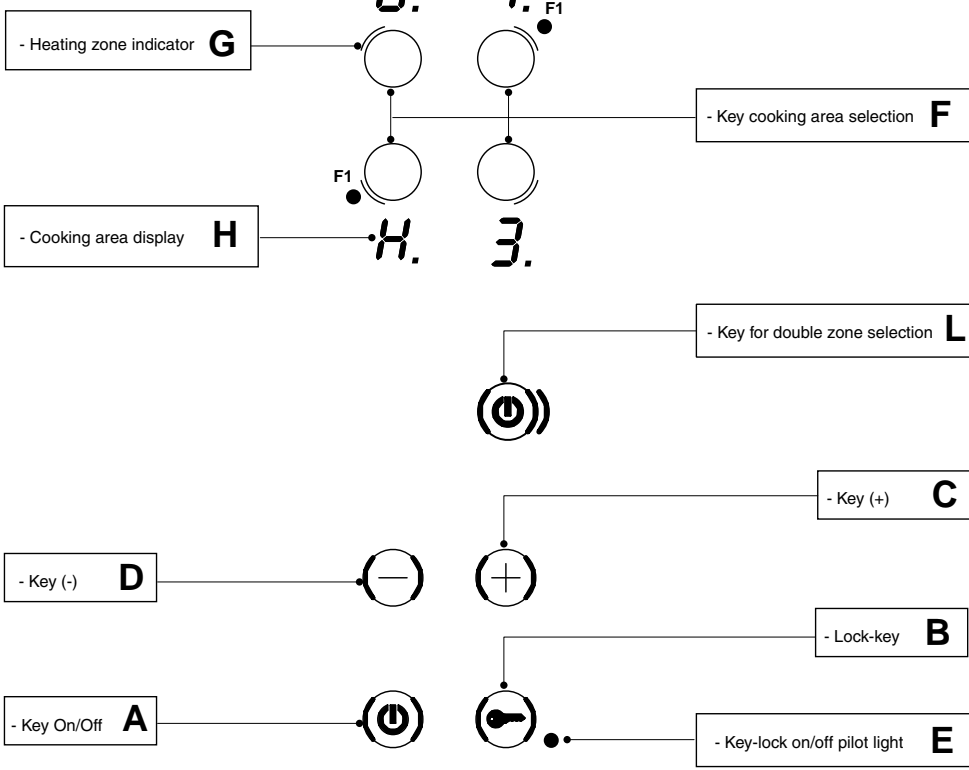 F1
- Heating zone indicator G
- Key cooking area selection F
F1
- Cooking area display H
H. 3.
- Key for double zone selection L
- Key (+) C
- Key (-) D
- Lock-key B
- Key On/Off A
- Key-lock on/off pilot light E